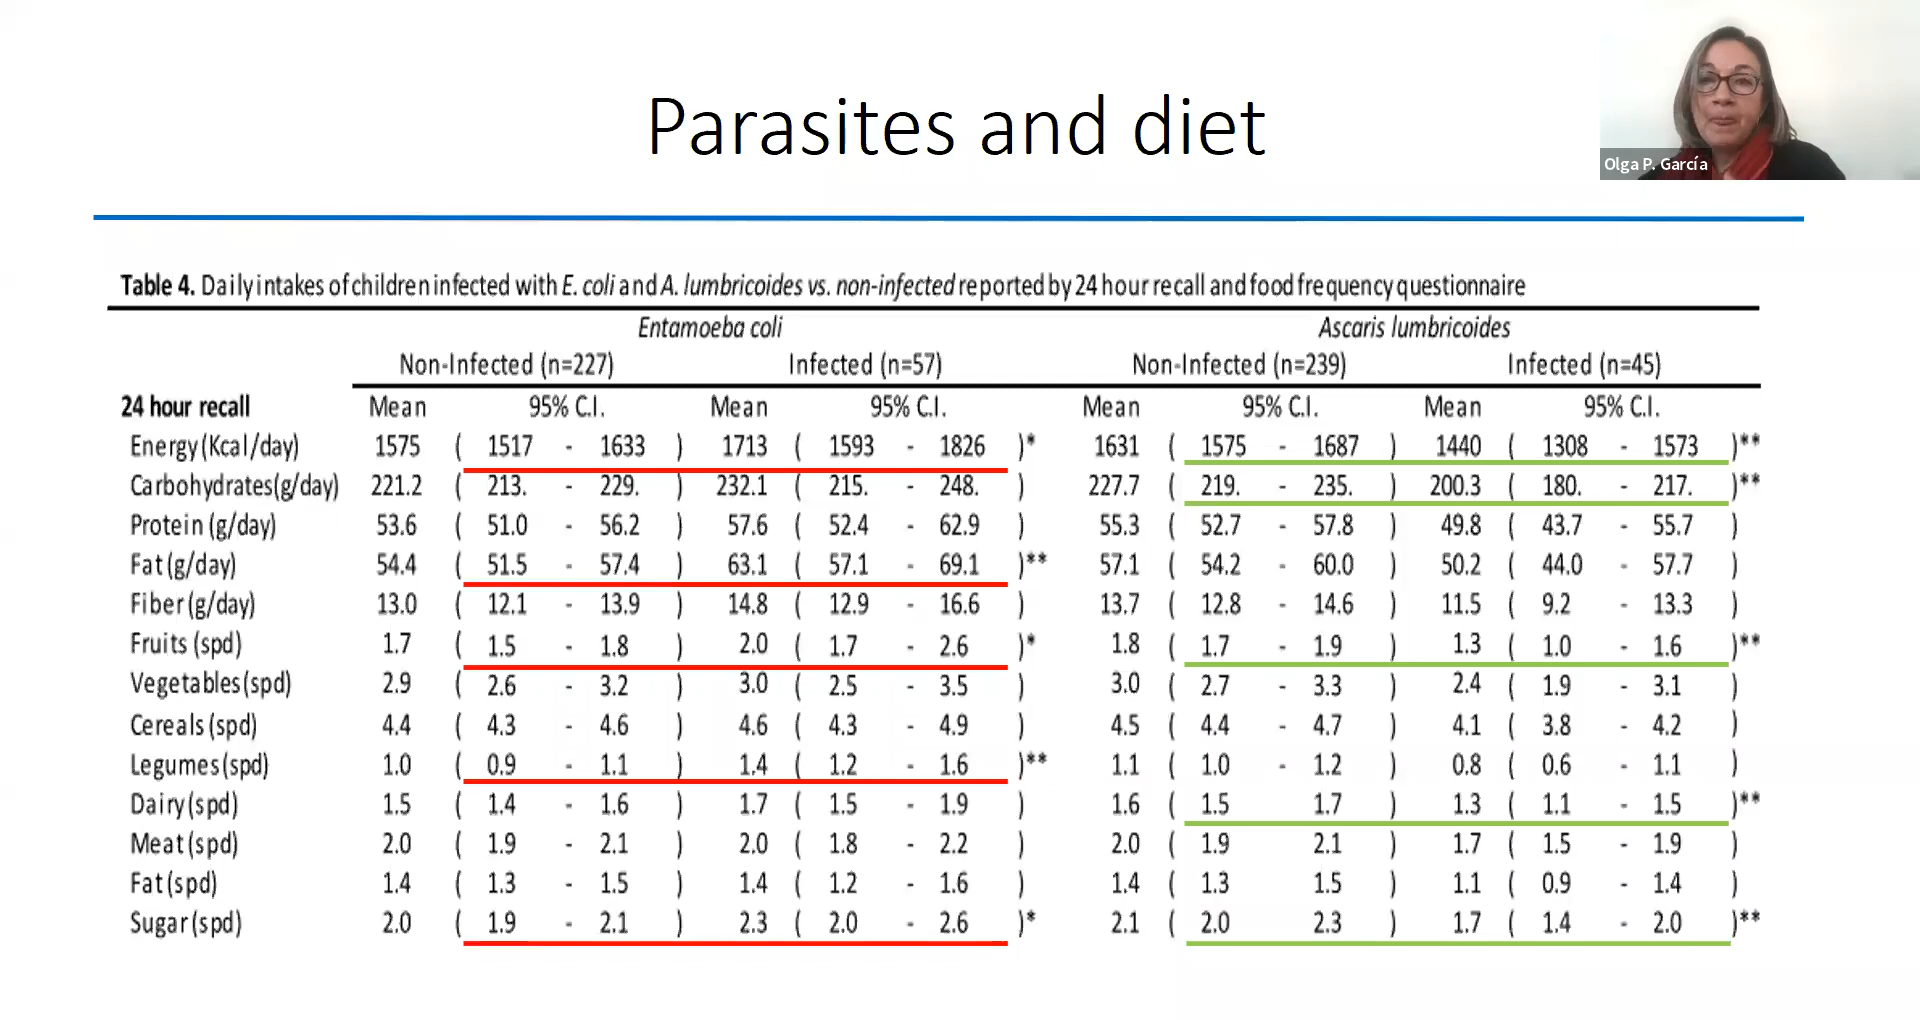 Parasites and diet
Olga P. García
Table 4. Daily intakes of children infected with E. coli and A. lumbricoides vs. non-infected reported by 24 hour recall and food frequency questionnaire
Entamoeba coli Ascaris lumbricoides
Non-Infected (n=227) Infected (n=57) Non-Infected (n=239) Infected (n=45)
24 hour recall Mean 95% C.I. Mean 95% C.I. Mean 95% C.I. Mean 95% C.I.
Energy (Kcal/day) 1575 ( 1517 - 1633 ) 1713 ( 1593 - 1826 )* 1631 ( 1575 - 1687 ) 1440 ( 1308 - 1573 )**
Carbohydrates (g/day) 221.2 ( 213. - 229. ) 232.1 ( 215. - 248. ) 227.7 ( 219. - 235. ) 200.3 ( 180. - 217. )**
Protein (g/day) 53.6 ( 51.0 - 56.2 ) 57.6 ( 52.4 - 62.9 ) 55.3 ( 52.7 - 57.8 ) 49.8 ( 43.7 - 55.7 )
Fat (g/day) 54.4 ( 51.5 - 57.4 ) 63.1 ( 57.1 - 69.1 )** 57.1 ( 54.2 - 60.0 ) 50.2 ( 44.0 - 57.7 )
Fiber (g/day) 13.0 ( 12.1 - 13.9 ) 14.8 ( 12.9 - 16.6 ) 13.7 ( 12.8 - 14.6 ) 11.5 ( 9.2 - 13.3 )
Fruits (spd) 1.7 ( 1.5 - 1.8 ) 2.0 ( 1.7 - 2.6 )* 1.8 ( 1.7 - 1.9 ) 1.3 ( 1.0 - 1.6 )**
Vegetables (spd) 2.9 ( 2.6 - 3.2 ) 3.0 ( 2.5 - 3.5 ) 3.0 ( 2.7 - 3.3 ) 2.4 ( 1.9 - 3.1 )
Cereals (spd) 4.4 ( 4.3 - 4.6 ) 4.6 ( 4.3 - 4.9 ) 4.5 ( 4.4 - 4.7 ) 4.1 ( 3.8 - 4.2 )
Legumes (spd) 1.0 ( 0.9 - 1.1 ) 1.4 ( 1.2 - 1.6 )** 1.1 ( 1.0 - 1.2 ) 0.8 ( 0.6 - 1.1 )
Dairy (spd) 1.5 ( 1.4 - 1.6 ) 1.7 ( 1.5 - 1.9 ) 1.6 ( 1.5 1.7 ) 1.3 ( 1.1 - 1.5 )**
Meat (spd) 2.0 ( 1.9 - 2.1 ) 2.0 ( 1.8 - 2.2 ) 2.0 ( 1.9 2.1 ) 1.7 ( 1.5 - 1.9 )
Fat (spd) 1.4 ( 1.3 - 1.5 ) 1.4 ( 1.2 - 1.6 ) 1.4 ( 1.3 1.5 ) 1.1 ( 0.9 - 1.4 )
Sugar (spd) 2.0 ( 1.9 - 2.1 ) 2.3 ( 2.0 - 2.6 )* 2.1 ( 2.0 2.3 ) 1.7 ( 1.4 - 2.0 )**